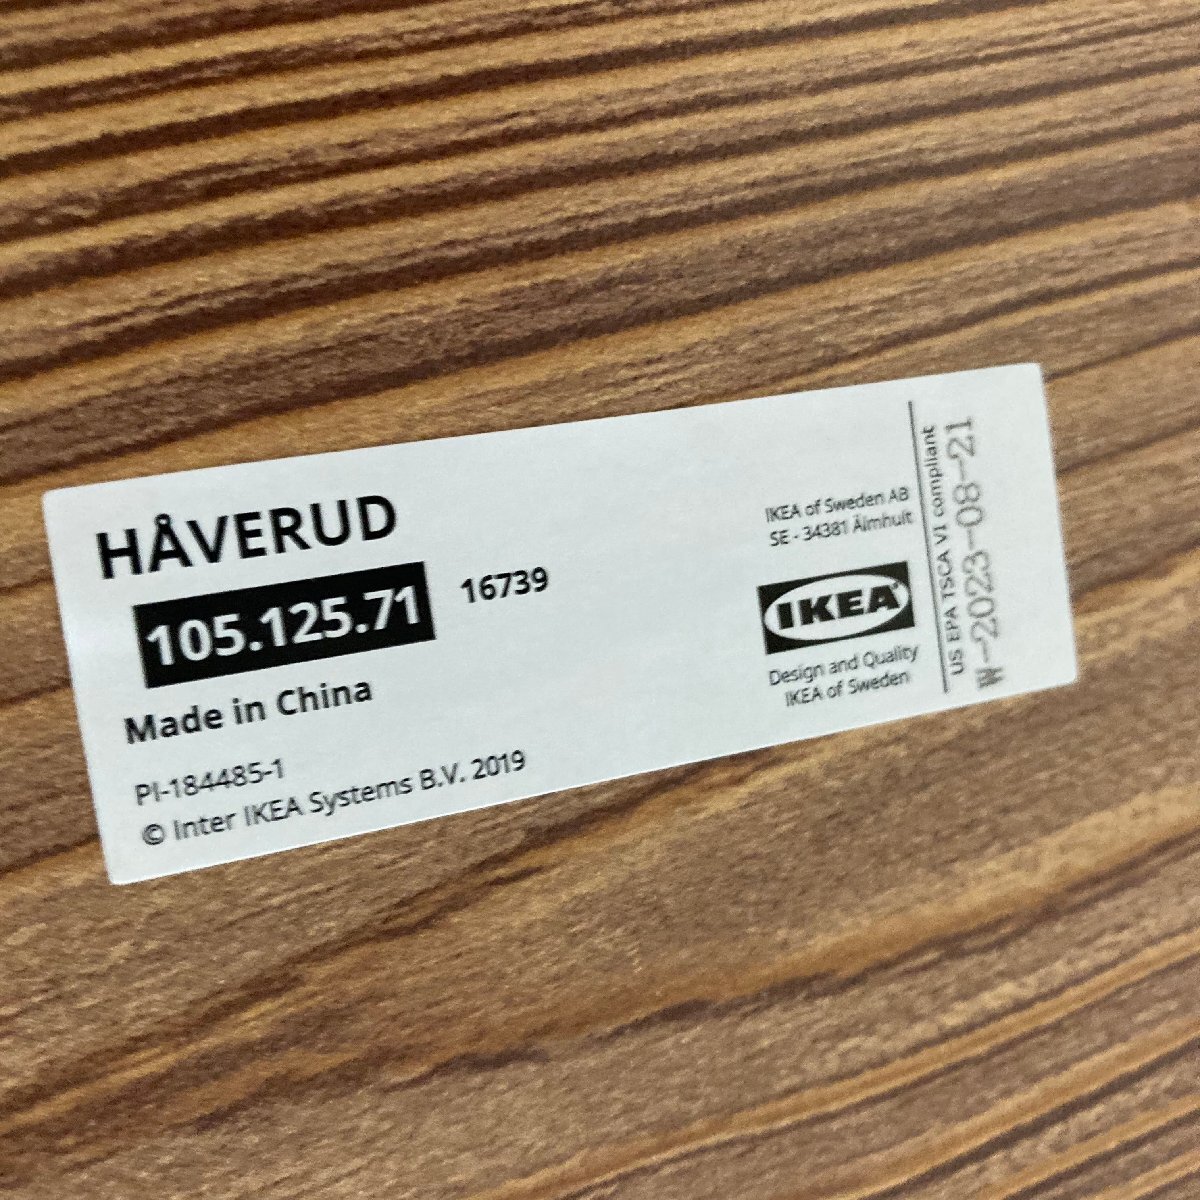 HÅVERUD
105.125.71
16739
Made in China
PI-184485-1
© Inter IKEA Systems B.V. 2019
IKEA of Sweden AB
SE - 34381 Älmhult
IKEA®
Design and Quality
IKEA of Sweden
US EPA TSCA VI compliant
W-2023-08-21